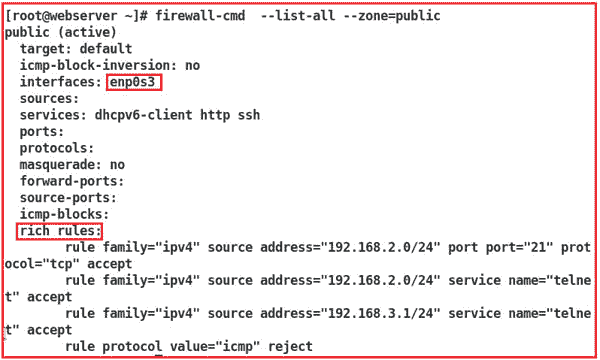 [root@webserver ~]# firewall-cmd  --list-all --zone=public
public (active)
  target: default
  icmp-block-inversion: no
  interfaces: enp0s3
  sources:
  services: dhcpv6-client http ssh
  ports:
  protocols:
  masquerade: no
  forward-ports:
  source-ports:
  icmp-blocks:
  rich rules:
        rule family="ipv4" source address="192.168.2.0/24" port port="21" prot
ocol="tcp" accept
        rule family="ipv4" source address="192.168.2.0/24" service name="telne
t" accept
        rule family="ipv4" source address="192.168.3.1/24" service name="telne
t" accept
        rule protocol value="icmp" reject